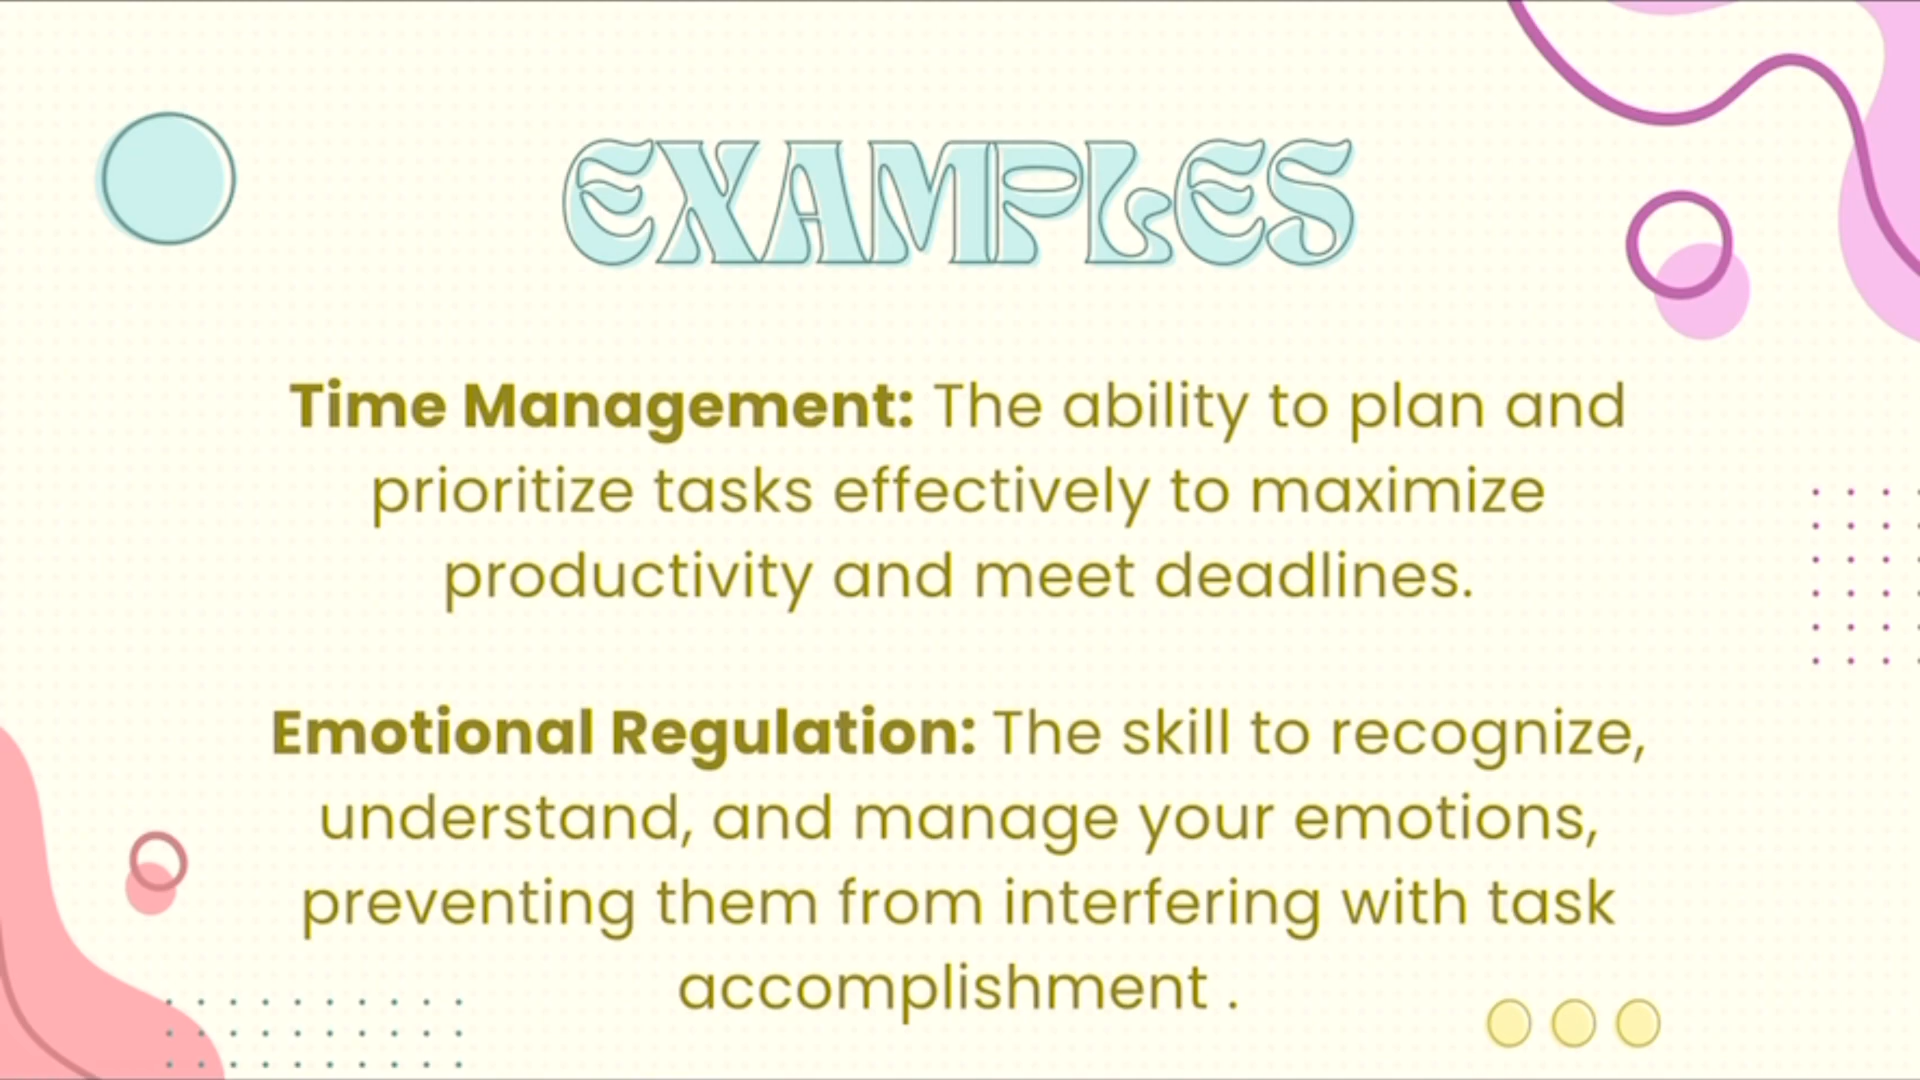 EXAMPLES
Time Management: The ability to plan and
prioritize tasks effectively to maximize
productivity and meet deadlines.
Emotional Regulation: The skill to recognize,
understand, and manage your emotions,
preventing them from interfering with task
accomplishment .